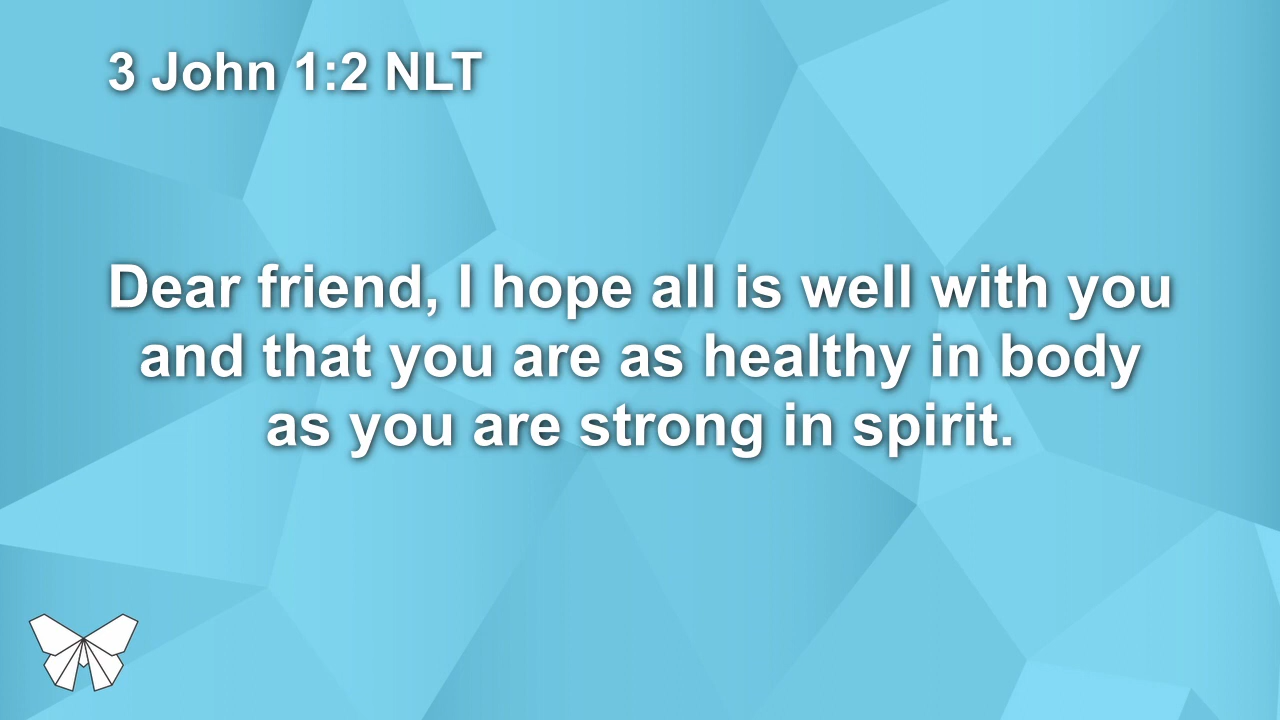 3 John 1:2 NLT
Dear friend, I hope all is well with you
and that you are as healthy in body
as you are strong in spirit.